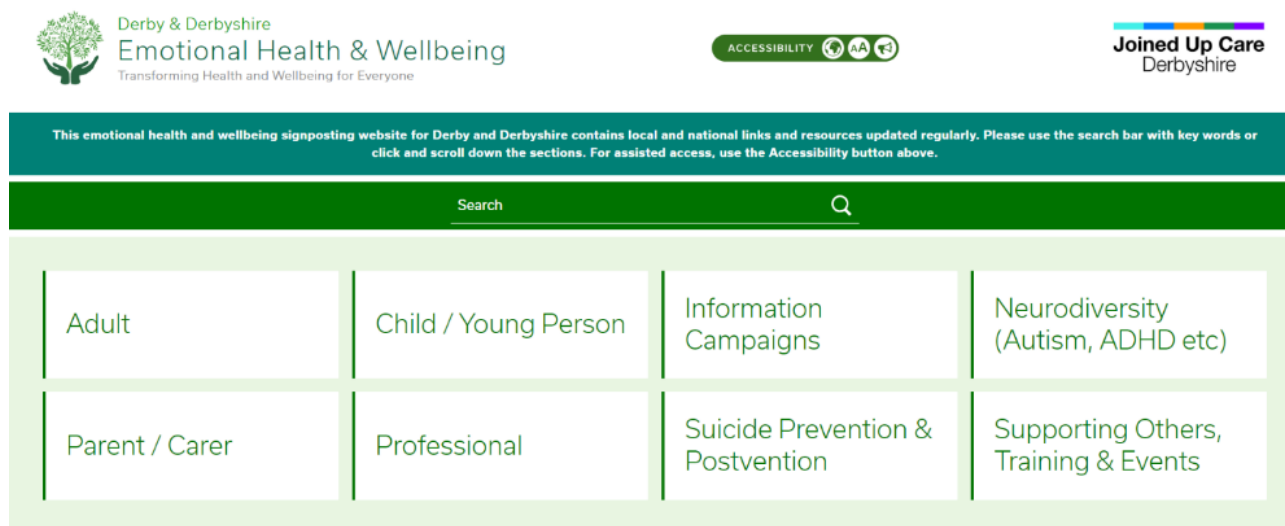 Derby & Derbyshire
Emotional Health & Wellbeing
Transforming Health and Wellbeing for Everyone
ACCESSIBILITY AA
Joined Up Care
Derbyshire
This emotional health and wellbeing signposting website for Derby and Derbyshire contains local and national links and resources updated regularly. Please use the search bar with key words or
click and scroll down the sections. For assisted access, use the Accessibility button above.
Search
Adult
Child / Young Person
Information
Campaigns
Neurodiversity
(Autism, ADHD etc)
Parent / Carer
Professional
Suicide Prevention &
Postvention
Supporting Others,
Training & Events